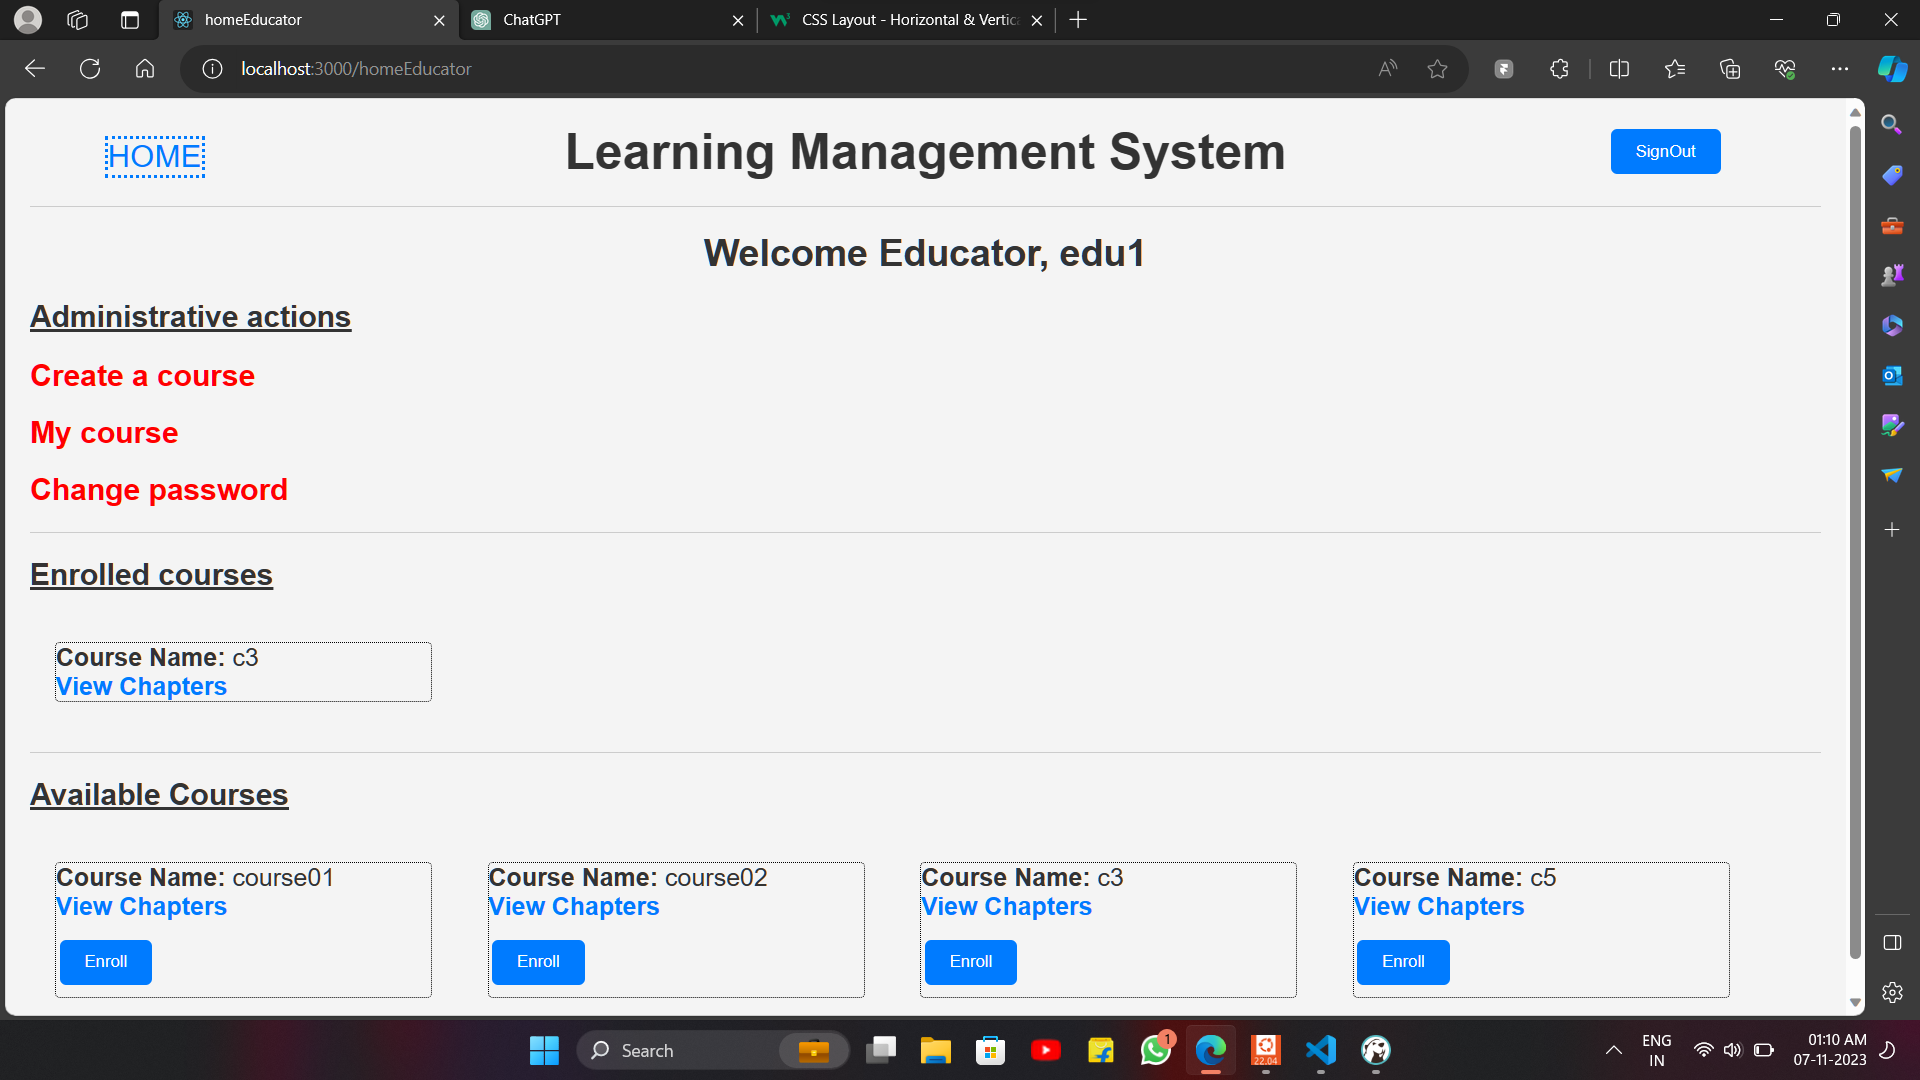 homeEducator
ChatGPT
CSS Layout - Horizontal & Vertic
localhost:3000/homeEducator
HOME
Learning Management System
SignOut
Welcome Educator, edu1
Administrative actions
Create a course
My course
Change password
Enrolled courses
Course Name: c3
View Chapters
Available Courses
Course Name: course01
View Chapters
Enroll
Course Name: course02
View Chapters
Enroll
Course Name: c3
View Chapters
Enroll
Course Name: c5
View Chapters
Enroll
Search
1
22.04
ENG
IN
01:10 AM
07-11-2023